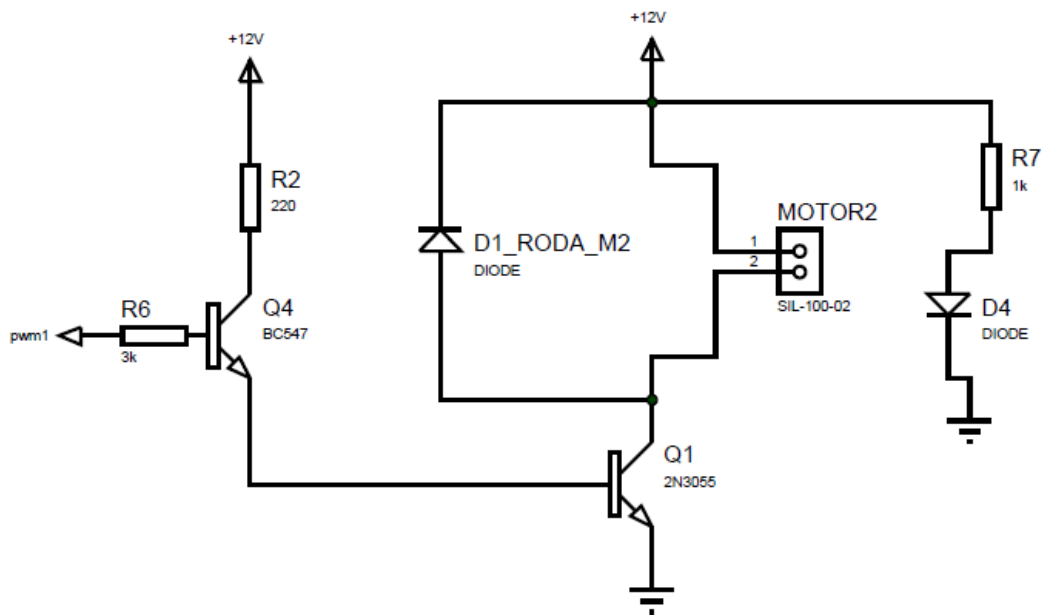 +12V
+12V
R2
220
R7
1k
MOTOR2
1
2
SIL-100-02
D1_RODA_M2
DIODE
R6
3k
pwm1
Q4
BC547
D4
DIODE
Q1
2N3055